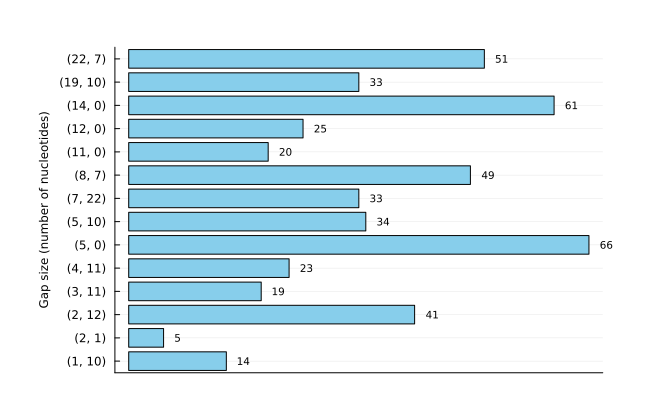 (22, 7) 51
(19, 10) 33
(14, 0) 61
(12, 0) 25
(11, 0) 20
(8, 7) 49
(7, 22) 33
(5, 10) 34
(5, 0) 66
(4, 11) 23
(3, 11) 19
(2, 12) 41
(2, 1) 5
(1, 10) 14
Gap size (number of nucleotides)